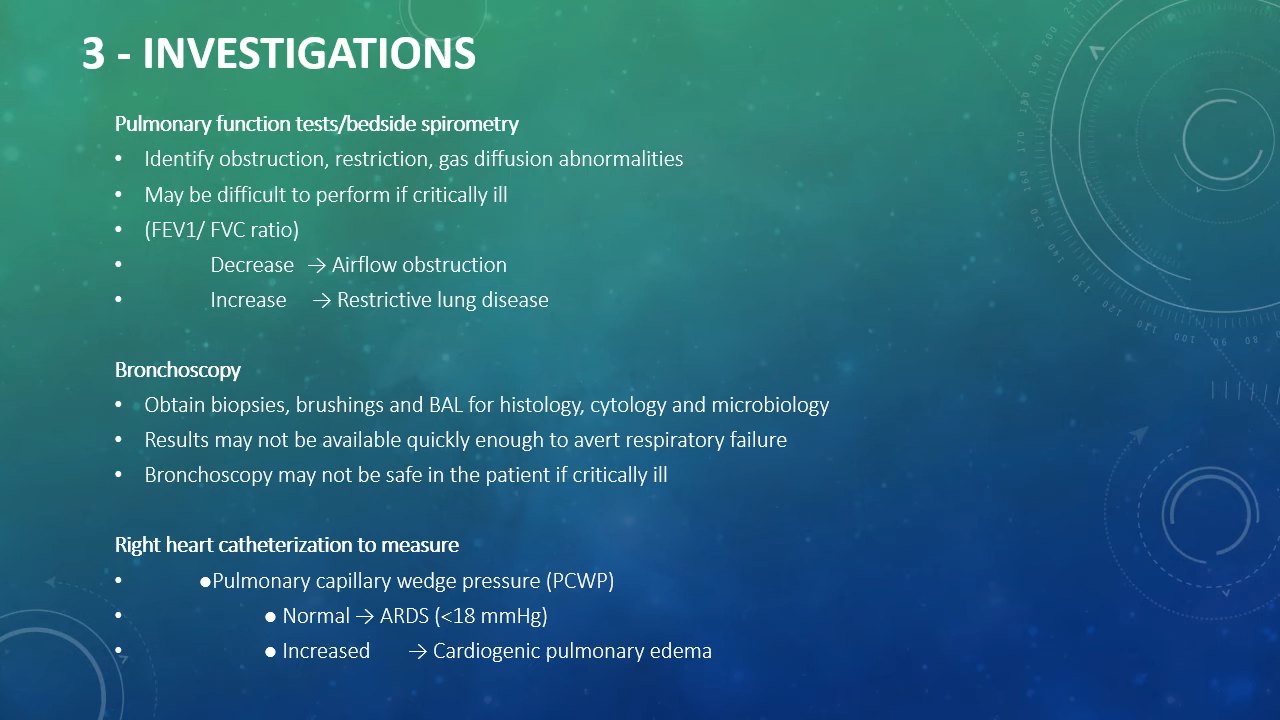 3 - INVESTIGATIONS
Pulmonary function tests/bedside spirometry
• Identify obstruction, restriction, gas diffusion abnormalities
• May be difficult to perform if critically ill
• (FEV1/ FVC ratio)
• Decrease → Airflow obstruction
• Increase → Restrictive lung disease
Bronchoscopy
• Obtain biopsies, brushings and BAL for histology, cytology and microbiology
• Results may not be available quickly enough to avert respiratory failure
• Bronchoscopy may not be safe in the patient if critically ill
Right heart catheterization to measure
• ●Pulmonary capillary wedge pressure (PCWP)
• ● Normal → ARDS (<18 mmHg)
• ● Increased → Cardiogenic pulmonary edema